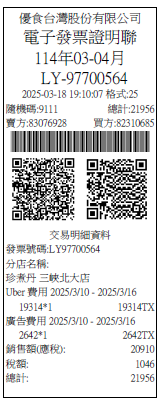 優食台灣股份有限公司
電子發票證明聯
114年03-04月
LY-97700564
2025-03-18 19:10:07 格式:25
隨機碼:9111 總計:21956
賣方:83076928 買方:82310685
交易明細資料
發票號碼:LY97700564
分店名稱:
珍煮丹 三峽北大店
Uber 費用 2025/3/10 - 2025/3/16
19314*1 19314TX
廣告費用 2025/3/10 - 2025/3/16
2642*1 2642TX
銷售額(應稅): 20910
稅額: 1046
總計: 21956